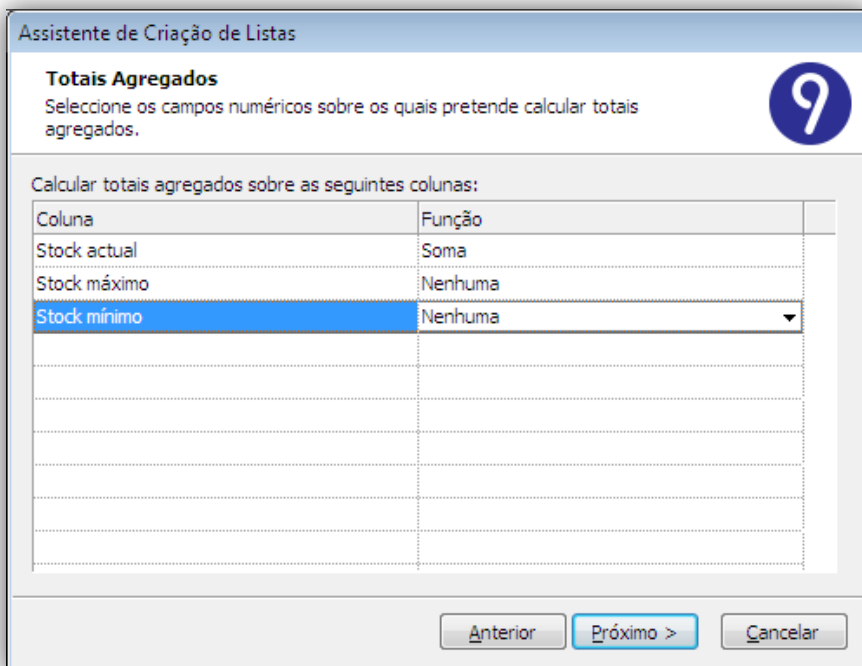 Assistente de Criação de Listas
Totais Agregados
Seleccione os campos numéricos sobre os quais pretende calcular totais
agregados.
9
Calcular totais agregados sobre as seguintes colunas:
Coluna Função
Stock actual Soma
Stock máximo Nenhuma
Stock mínimo Nenhuma
Anterior Próximo > Cancelar